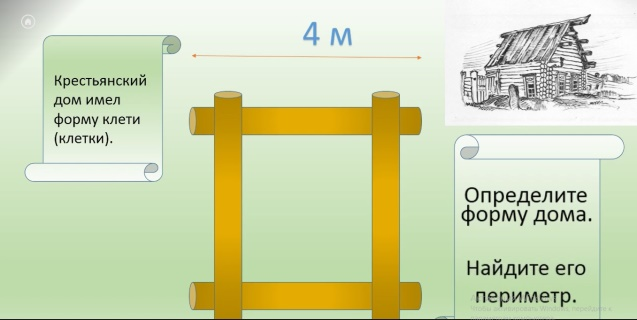 4 м
Крестьянский
дом имел
форму клети
(клетки).
Определите
форму дома.
Найдите его
периметр.